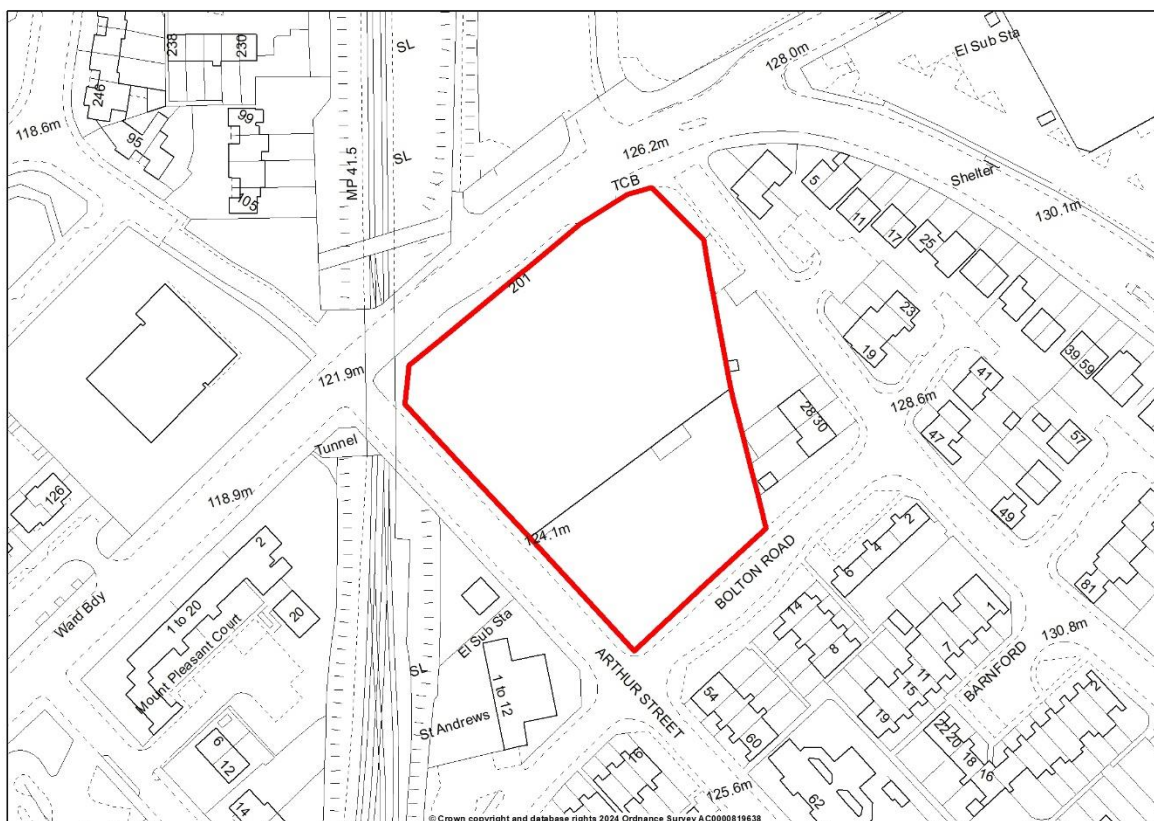 238
230
SL
128.0m
El Sub Sta
246
118.6m
95
99
SL
MP 41.5
126.2m
TCB
5
Shelter
105
11
17
130.1m
25
201
23
19
39
59
121.9m
41
128.6m
28
30
57
47
Tunnel
126
118.9m
49
2
124.1m
2
BOLTON ROAD
4
6
81
1 to 20
20
El Sub Sta
14
1
Ward Bdy
Mount Pleasant Court
8
7
130.8m
ARTHUR STREET
1 to 12
SL
11
BARNFORD
54
15
2
St Andrews
19
6
12
60
22
20
18
16
16
14
125.6m
62
© Crown copyright and database rights 2024 Ordnance Survey AC0000819638